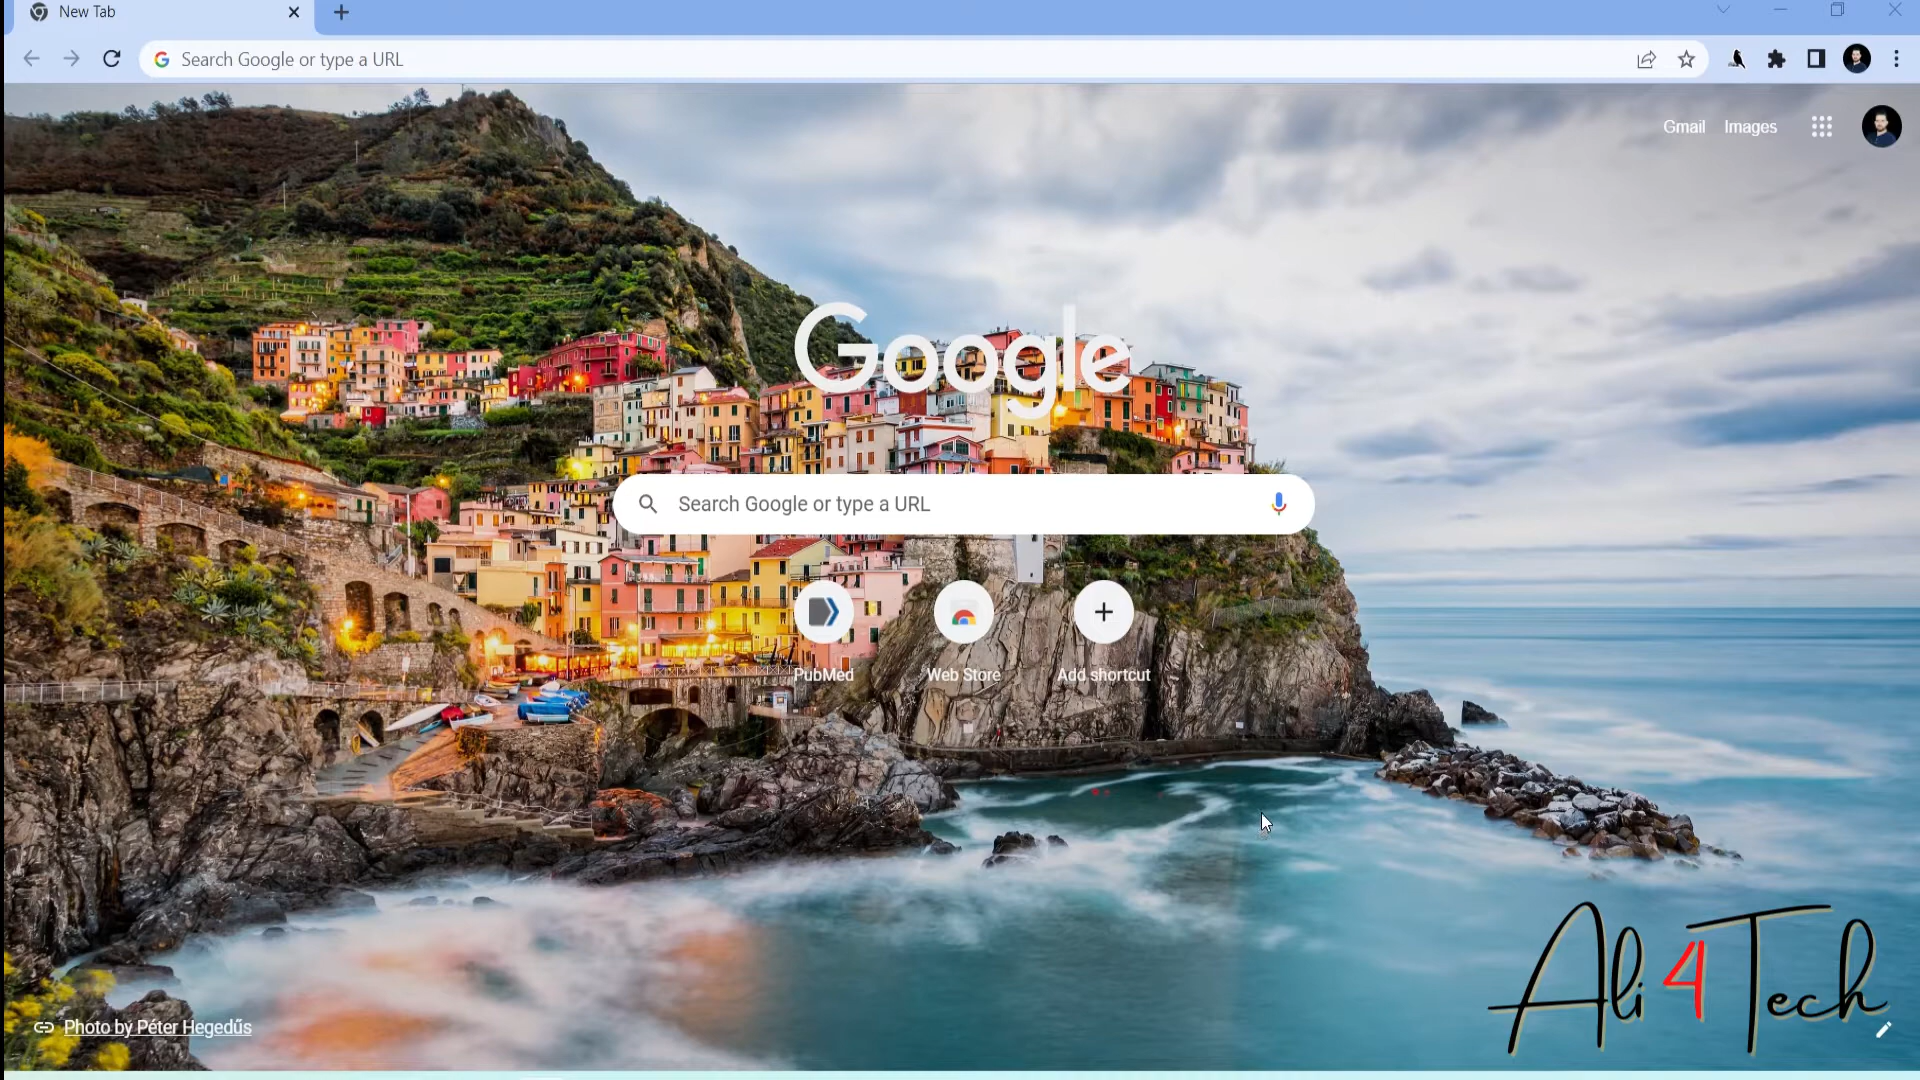 New Tab
Search Google or type a URL
Gmail Images
Google
Search Google or type a URL
PubMed Web Store Add shortcut
Photo by Péter Hegedűs
Ali 4 Tech